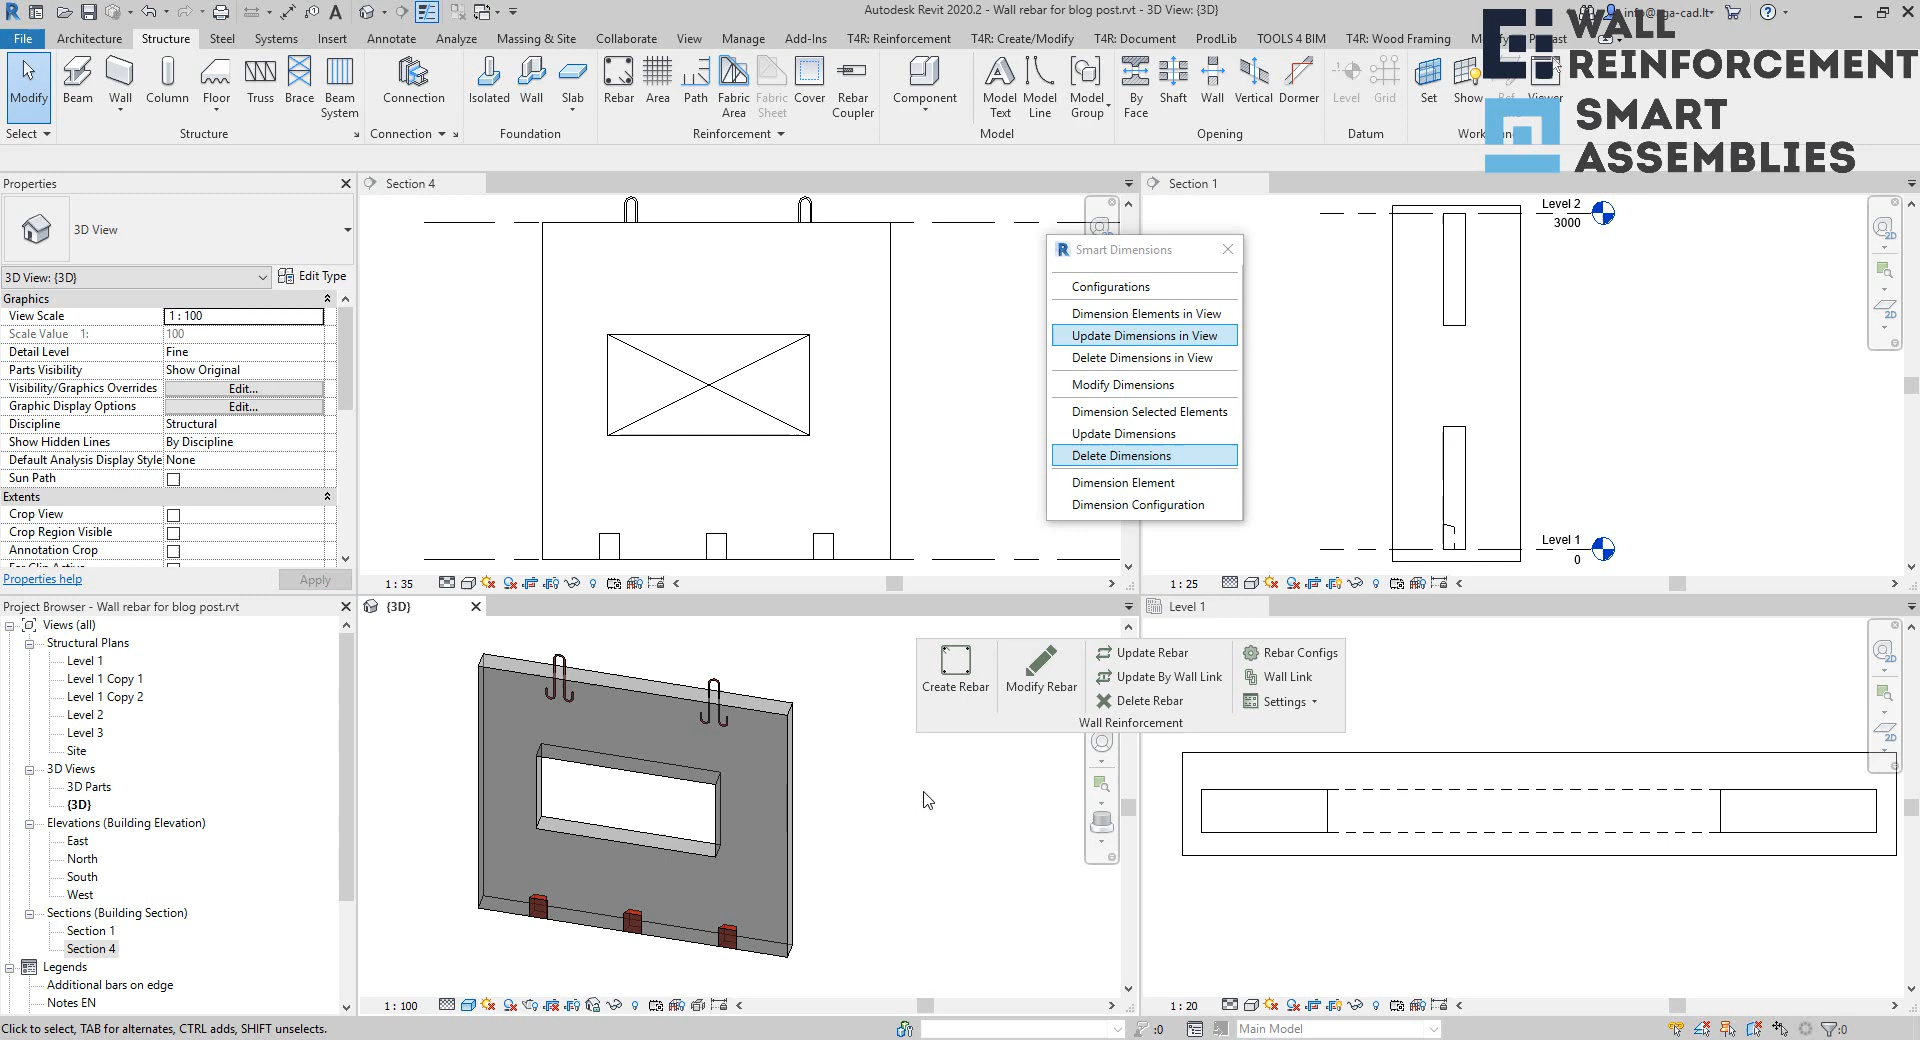 Autodesk Revit 2020.2 - Wall rebar for blog post.rvt - 3D View: {3D}
WALL
REINFORCEMENT
SMART
ASSEMBLIES
File Architecture Structure Steel Systems Insert Annotate Analyze Massing & Site Collaborate View Manage Add-Ins T4R: Reinforcement T4R: Create/Modify T4R: Document ProdLib TOOLS 4 BIM T4R: Wood Framing
Modify Beam Wall Column Floor Truss Brace Beam System Connection Isolated Wall Slab Rebar Area Path Fabric Area Fabric Sheet Cover Rebar Coupler Component Model Text Model Line Model Group By Face Shaft Wall Vertical Dormer Level Grid Set Show Viewer
Select Structure Connection Foundation Reinforcement Model Opening Datum
Properties
3D View
3D View: {3D} Edit Type
Graphics
View Scale 1 : 100
Scale Value 1: 100
Detail Level Fine
Parts Visibility Show Original
Visibility/Graphics Overrides Edit...
Graphic Display Options Edit...
Discipline Structural
Show Hidden Lines By Discipline
Default Analysis Display Style None
Sun Path
Extents
Crop View
Crop Region Visible
Annotation Crop
Properties help Apply
Project Browser - Wall rebar for blog post.rvt
Views (all)
Structural Plans
Level 1
Level 1 Copy 1
Level 1 Copy 2
Level 2
Level 3
Site
3D Views
3D Parts
{3D}
Elevations (Building Elevation)
East
North
South
West
Sections (Building Section)
Section 1
Section 4
Legends
Additional bars on edge
Notes EN
Section 4
1 : 35
Smart Dimensions
Configurations
Dimension Elements in View
Update Dimensions in View
Delete Dimensions in View
Modify Dimensions
Dimension Selected Elements
Update Dimensions
Delete Dimensions
Dimension Element
Dimension Configuration
Section 1
Level 2
3000
Level 1
0
2D
2D
1 : 25
{3D}
1 : 100
Create Rebar
Modify Rebar
Update Rebar
Update By Wall Link
Delete Rebar
Rebar Configs
Wall Link
Settings
Wall Reinforcement
Level 1
2D
2D
1 : 20
Click to select, TAB for alternates, CTRL adds, SHIFT unselects.
:0
Main Model
:0